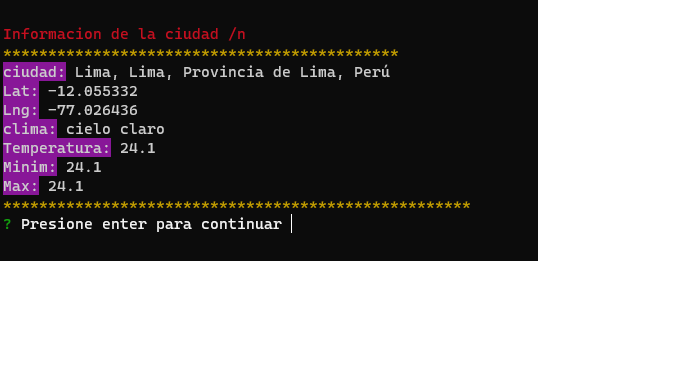 Informacion de la ciudad /n
********************************************
ciudad: Lima, Lima, Provincia de Lima, Perú
Lat: -12.055332
Lng: -77.026436
clima: cielo claro
Temperatura: 24.1
Minim: 24.1
Max: 24.1
****************************************************
? Presione enter para continuar